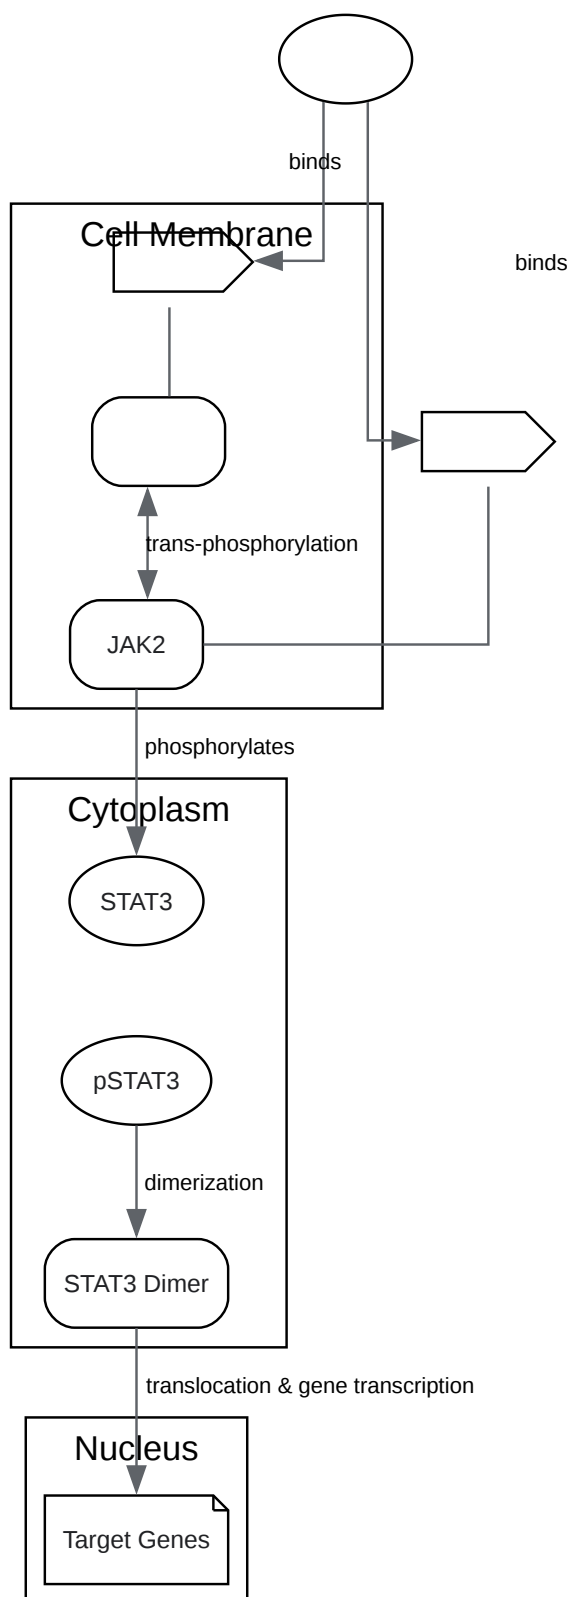 binds
Cell Membrane
binds
trans-phosphorylation
JAK2
phosphorylates
Cytoplasm
STAT3
pSTAT3
dimerization
STAT3 Dimer
translocation & gene transcription
Nucleus
Target Genes